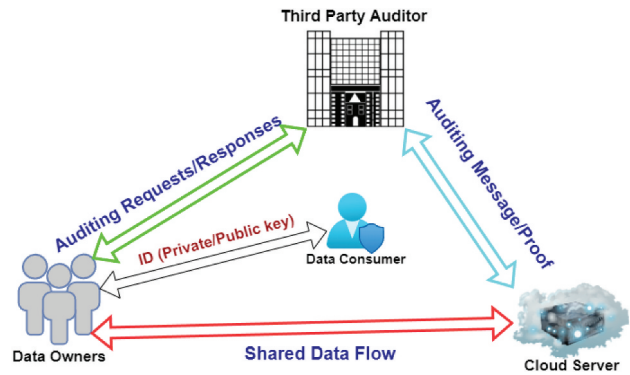 Third Party Auditor
Auditing Requests/Responses
Auditing Message/Proof
ID (Private/Public key)
Data Consumer
Data Owners
Shared Data Flow
Cloud Server